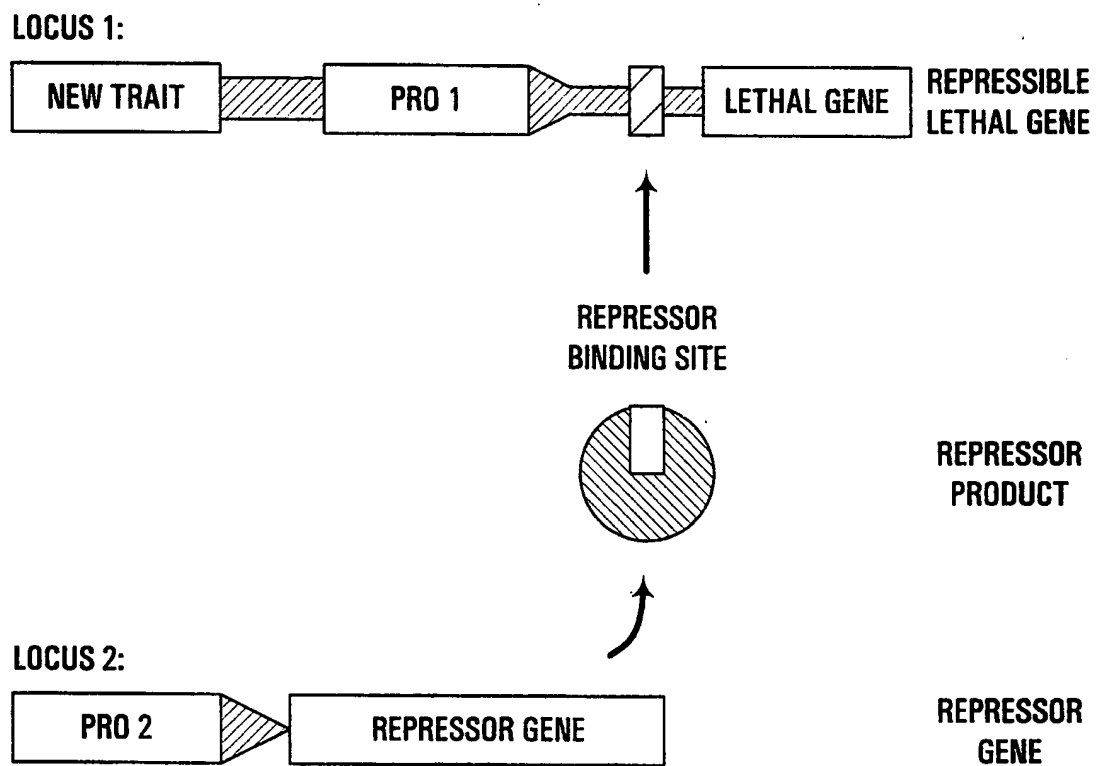 LOCUS 1:
NEW TRAIT
PRO 1
LETHAL GENE
REPRESSIBLE
LETHAL GENE
REPRESSOR
BINDING SITE
REPRESSOR
PRODUCT
LOCUS 2:
PRO 2
REPRESSOR GENE
REPRESSOR
GENE